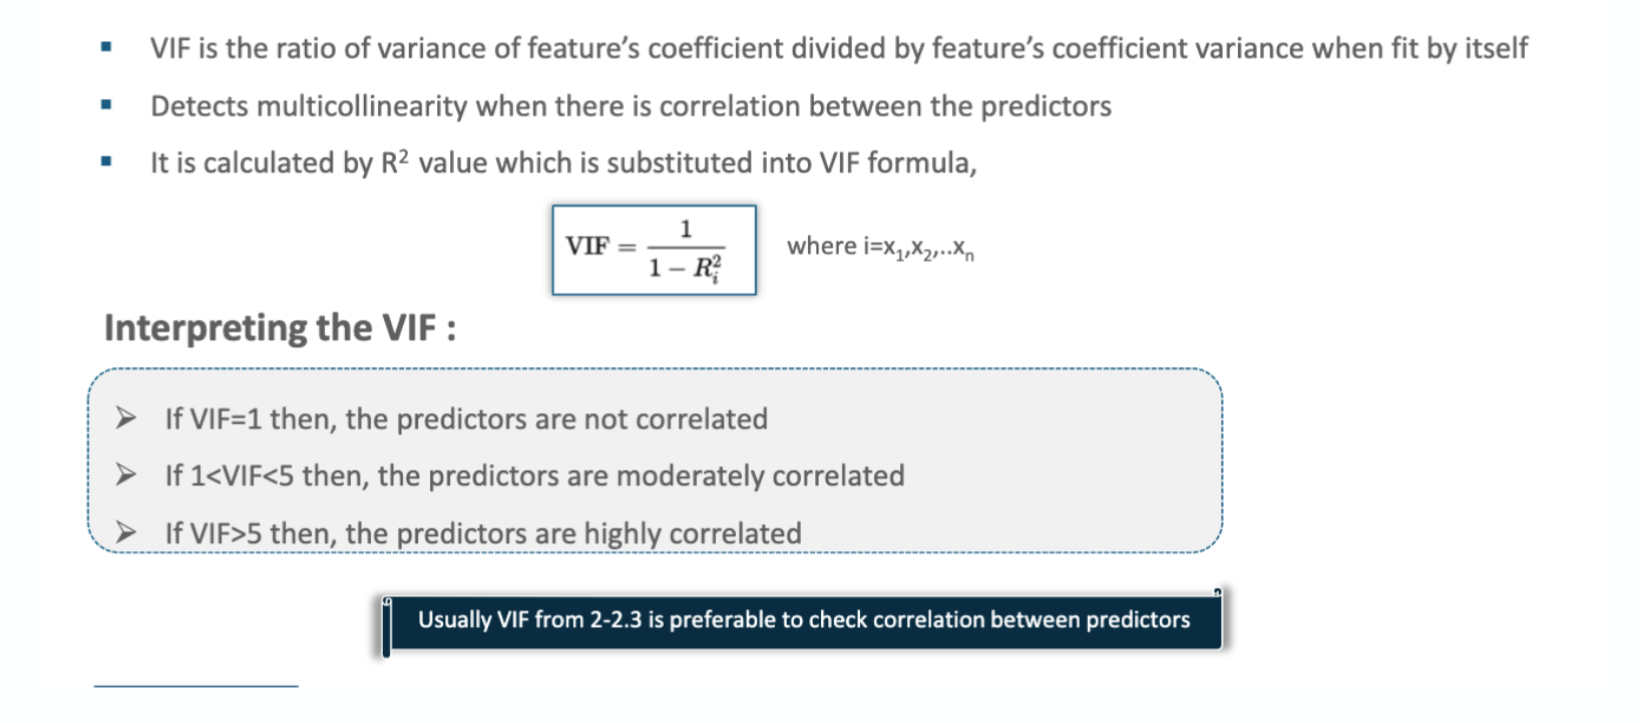 ▪ VIF is the ratio of variance of feature’s coefficient divided by feature’s coefficient variance when fit by itself
▪ Detects multicollinearity when there is correlation between the predictors
▪ It is calculated by R² value which is substituted into VIF formula,
VIF = 1 / (1 − R_i²) where i=x₁,x₂,..xₙ
Interpreting the VIF :
➢ If VIF=1 then, the predictors are not correlated
➢ If 1<VIF<5 then, the predictors are moderately correlated
➢ If VIF>5 then, the predictors are highly correlated
Usually VIF from 2-2.3 is preferable to check correlation between predictors